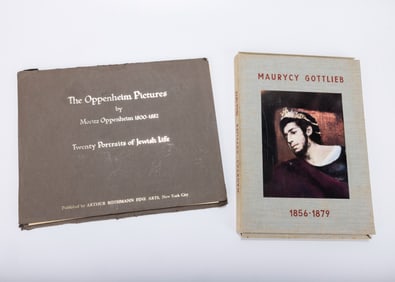 The Oppenheim Pictures
by
Moritz Oppenheim 1800-1882
Twenty Portraits of Jewish Life
Published by ARTHUR ROTHMANN FINE ARTS, New York City
MAURYCY GOTTLIEB
1856-1879